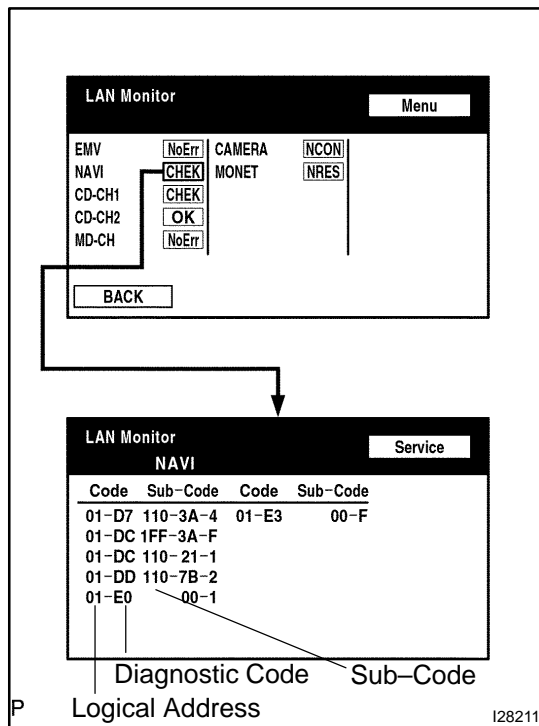 LAN Monitor
Menu
EMV NoErr CAMERA NCON
NAVI CHEK MONET NRES
CD-CH1 CHEK
CD-CH2 OK
MD-CH NoErr
BACK
LAN Monitor
NAVI
Service
Code Sub-Code Code Sub-Code
01-D7 110-3A-4 01-E3 00-F
01-DC 1FF-3A-F
01-DC 110-21-1
01-DD 110-7B-2
01-E0 00-1
Diagnostic Code Sub–Code
P Logical Address
I28211